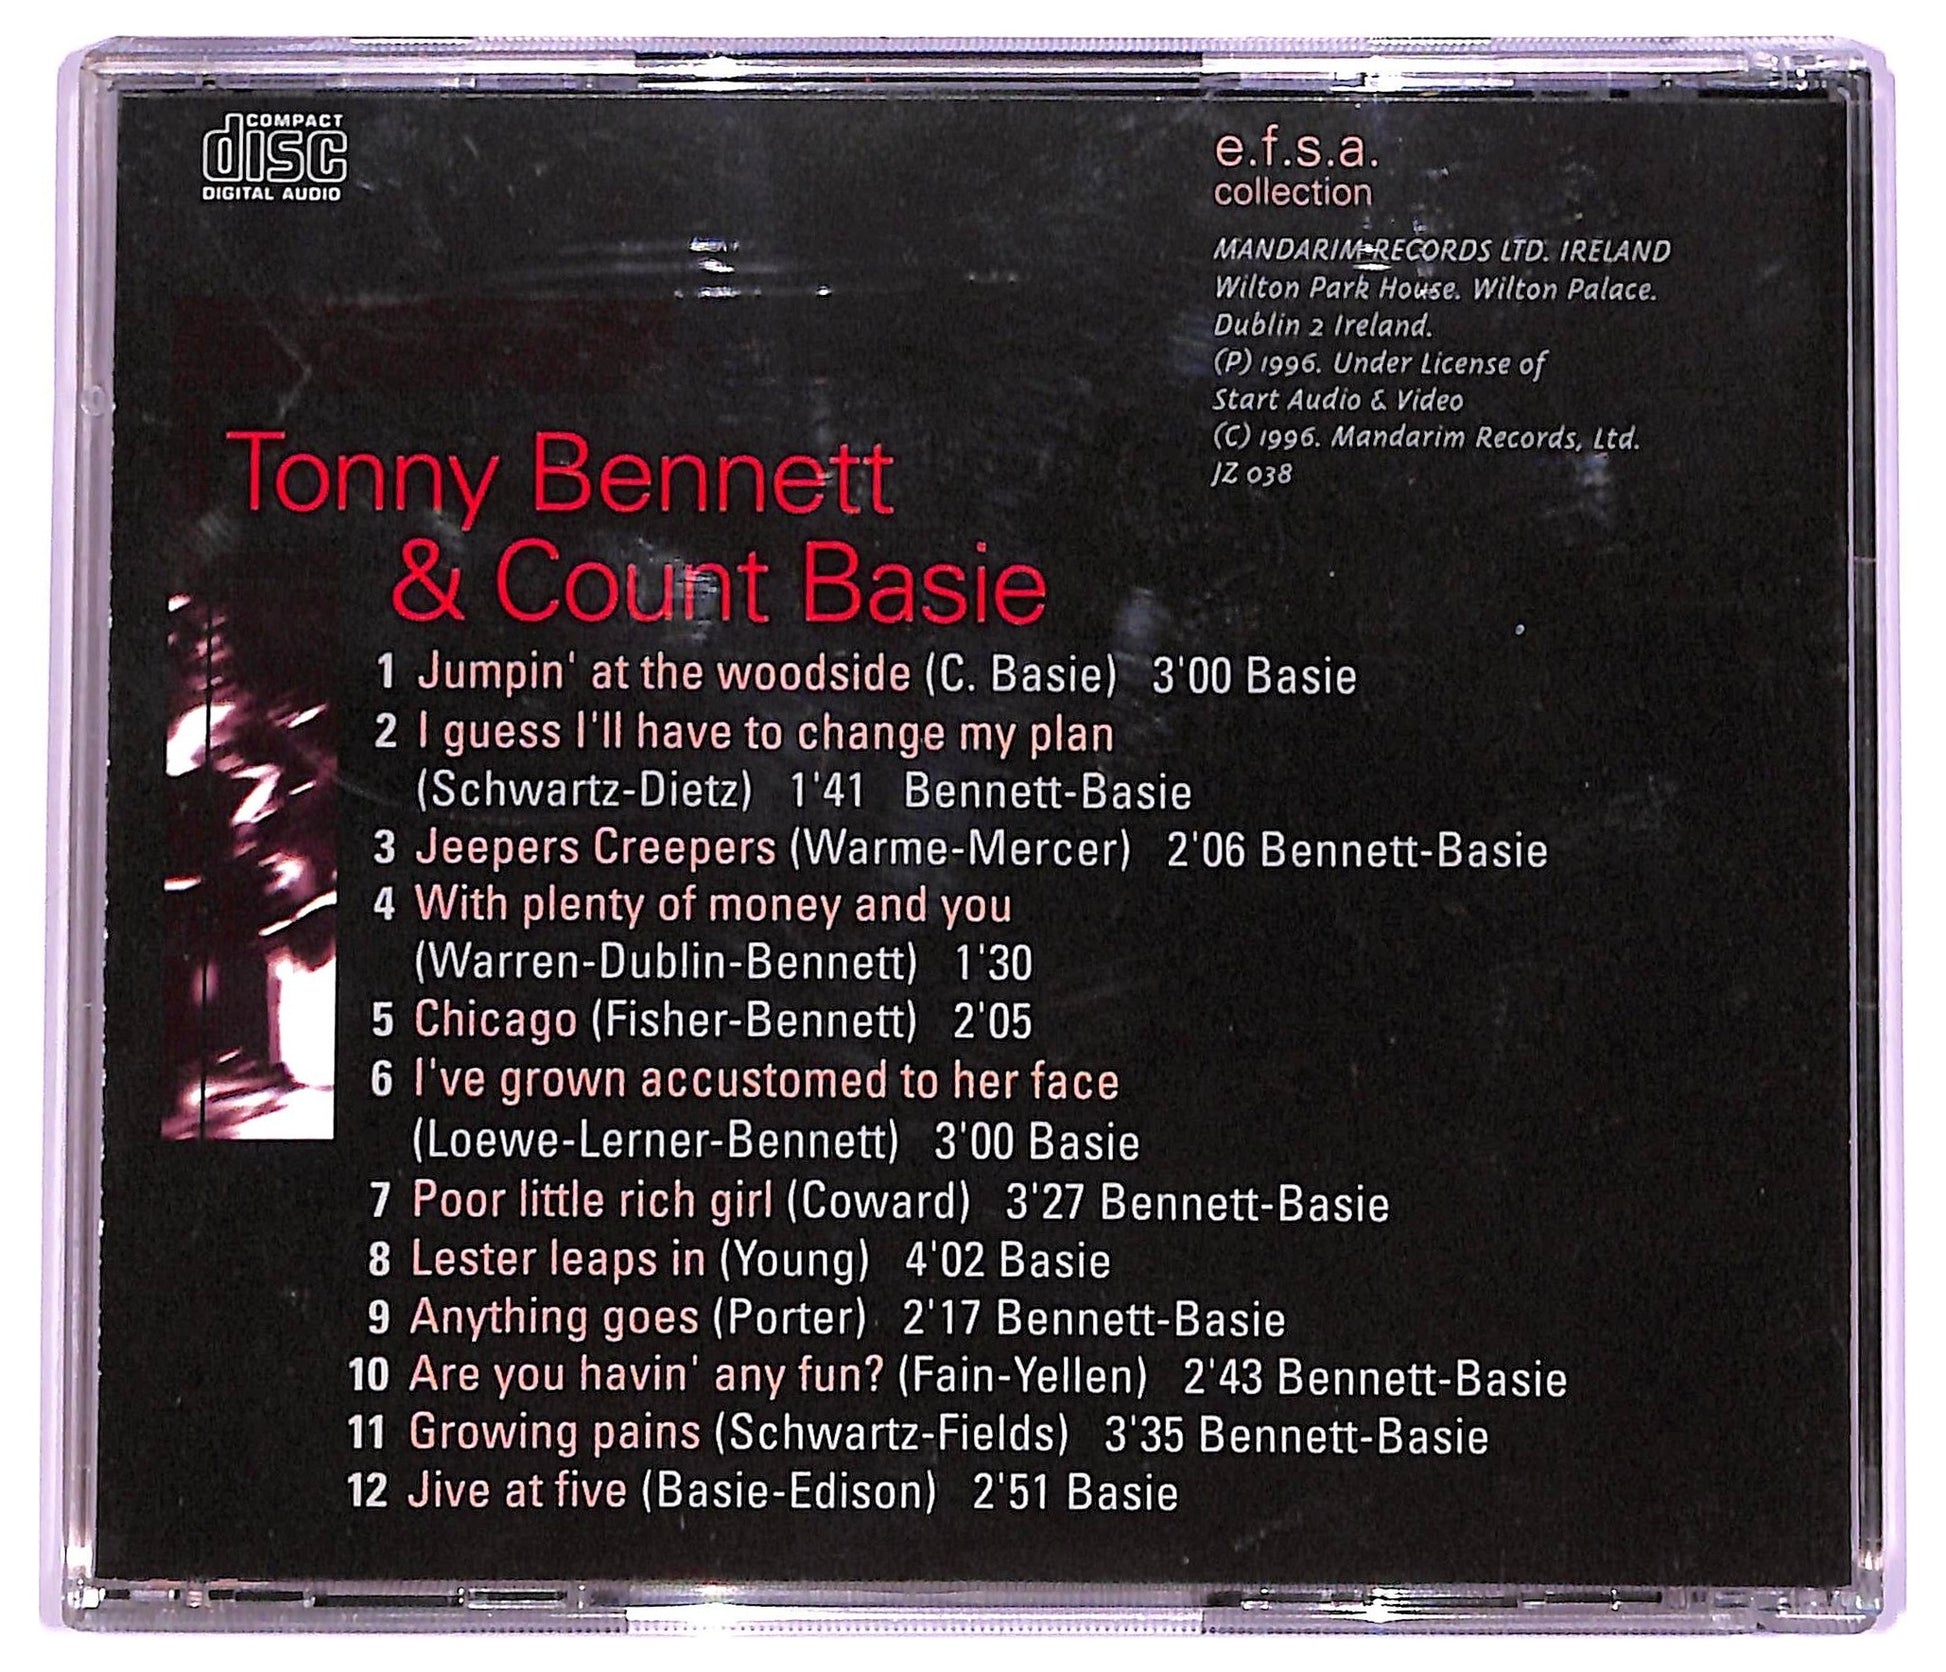 COMPACT
disc
DIGITAL AUDIO
e.f.s.a.
collection
MANDARIM RECORDS LTD. IRELAND
Wilton Park House. Wilton Palace.
Dublin 2 Ireland.
(P) 1996. Under License of
Start Audio & Video
(C) 1996. Mandarim Records, Ltd.
JZ 038
Tonny Bennett
& Count Basie
1 Jumpin' at the woodside (C. Basie) 3'00 Basie
2 I guess I'll have to change my plan
(Schwartz-Dietz) 1'41 Bennett-Basie
3 Jeepers Creepers (Warme-Mercer) 2'06 Bennett-Basie
4 With plenty of money and you
(Warren-Dublin-Bennett) 1'30
5 Chicago (Fisher-Bennett) 2'05
6 I've grown accustomed to her face
(Loewe-Lerner-Bennett) 3'00 Basie
7 Poor little rich girl (Coward) 3'27 Bennett-Basie
8 Lester leaps in (Young) 4'02 Basie
9 Anything goes (Porter) 2'17 Bennett-Basie
10 Are you havin' any fun? (Fain-Yellen) 2'43 Bennett-Basie
11 Growing pains (Schwartz-Fields) 3'35 Bennett-Basie
12 Jive at five (Basie-Edison) 2'51 Basie